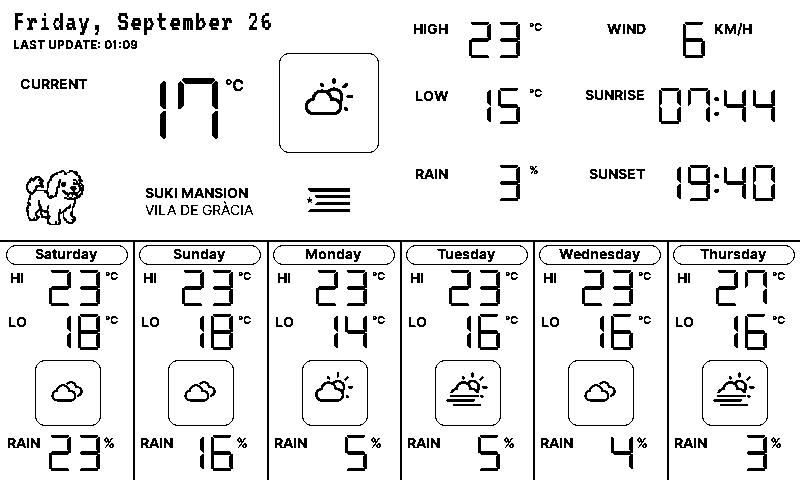 Friday, September 26
LAST UPDATE: 01:09
CURRENT 17 °C
SUKI MANSION
VILA DE GRÀCIA
HIGH 23 °C
LOW 15 °C
RAIN 3 %
WIND 6 KM/H
SUNRISE 07:44
SUNSET 19:40
Saturday
HI 23 °C
LO 18 °C
RAIN 23 %
Sunday
HI 23 °C
LO 18 °C
RAIN 16 %
Monday
HI 23 °C
LO 14 °C
RAIN 5 %
Tuesday
HI 23 °C
LO 16 °C
RAIN 5 %
Wednesday
HI 23 °C
LO 16 °C
RAIN 4 %
Thursday
HI 27 °C
LO 16 °C
RAIN 3 %